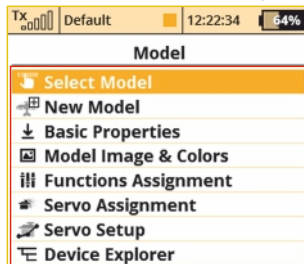 Tx Default 12:22:34 64%
Model
Select Model
New Model
Basic Properties
Model Image & Colors
Functions Assignment
Servo Assignment
Servo Setup
Device Explorer